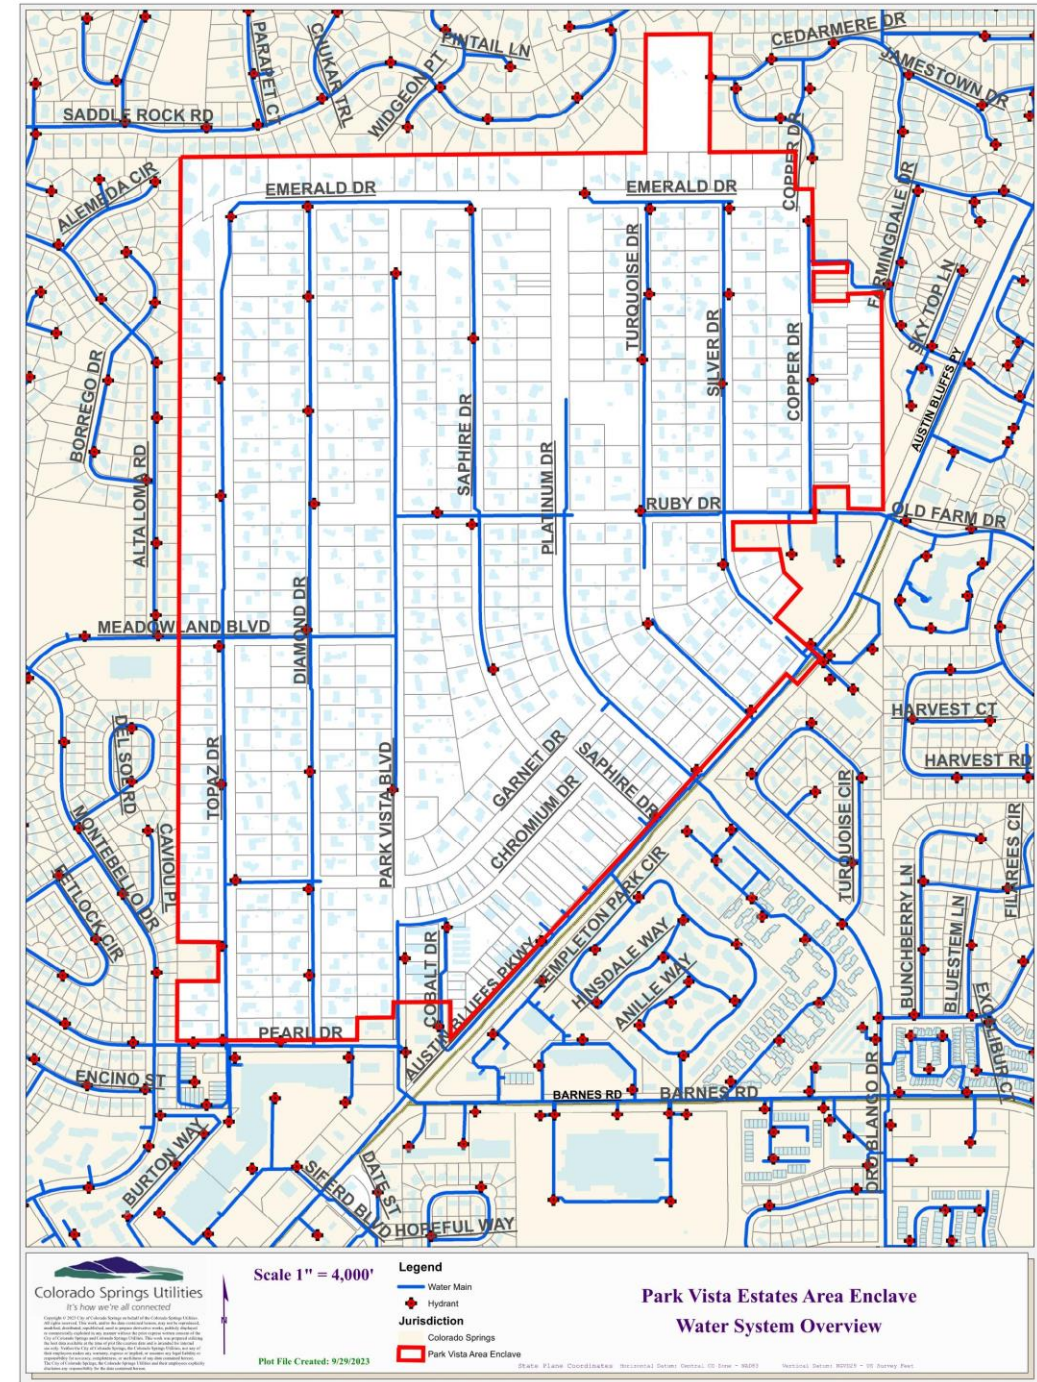 CEDARMERE DR
PINTAIL LN
PARAPET CT
CHUKAR TRL
WIDGEON PT
JAMESTOWN DR
SADDLE ROCK RD
COPPER DR
ALEMEDA CIR
EMERALD DR
EMERALD DR
FARMINGDALE DR
TURQUOISE DR
SKY TOP LN
SILVER DR
COPPER DR
BORREGO DR
AUSTIN BLUFFS PY
SAPHIRE DR
ALTA LOMA RD
PLATINUM DR
RUBY DR
OLD FARM DR
MEADOWLAND BLVD
DIAMOND DR
HARVEST CT
DEL SOL RD
TOPAZ DR
PARK VISTA BLVD
GARNET DR
SAPHIRE DR
HARVEST RD
CHROMIUM DR
TURQUOISE CIR
MONTEBELLO DR
CAVIOU PL
FETLOCK CIR
FILAREES CIR
BUNCHBERRY LN
BLUESTEM LN
TEMPLETON PARK CIR
HINSDALE WAY
ANILLE WAY
COBALT DR
AUSTIN BLUFFS PKWY
EXCALIBUR CT
PEARL DR
ENCINO ST
BARNES RD
BARNES RD
ORO BLANCO DR
BURTON WAY
SIFERD BLVD
DATE ST
HOPEFUL WAY
Colorado Springs Utilities
It's how we're all connected
Scale 1" = 4,000'
N
Plot File Created: 9/29/2023
Legend
Water Main
Hydrant
Jurisdiction
Colorado Springs
Park Vista Area Enclave
Park Vista Estates Area Enclave
Water System Overview